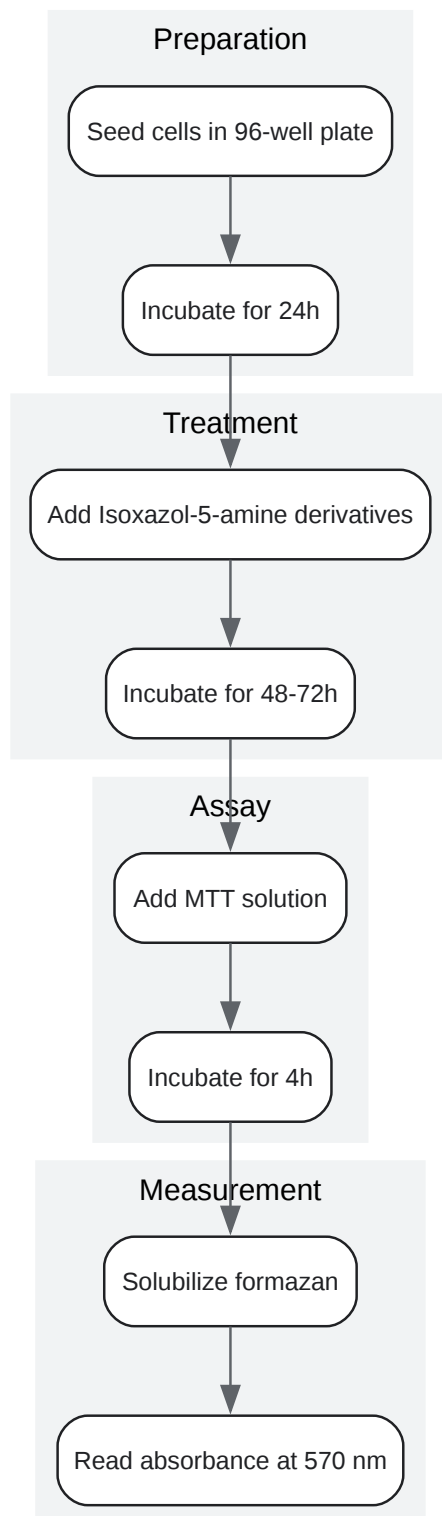 Preparation
Seed cells in 96-well plate
Incubate for 24h
Treatment
Add Isoxazol-5-amine derivatives
Incubate for 48-72h
Assay
Add MTT solution
Incubate for 4h
Measurement
Solubilize formazan
Read absorbance at 570 nm